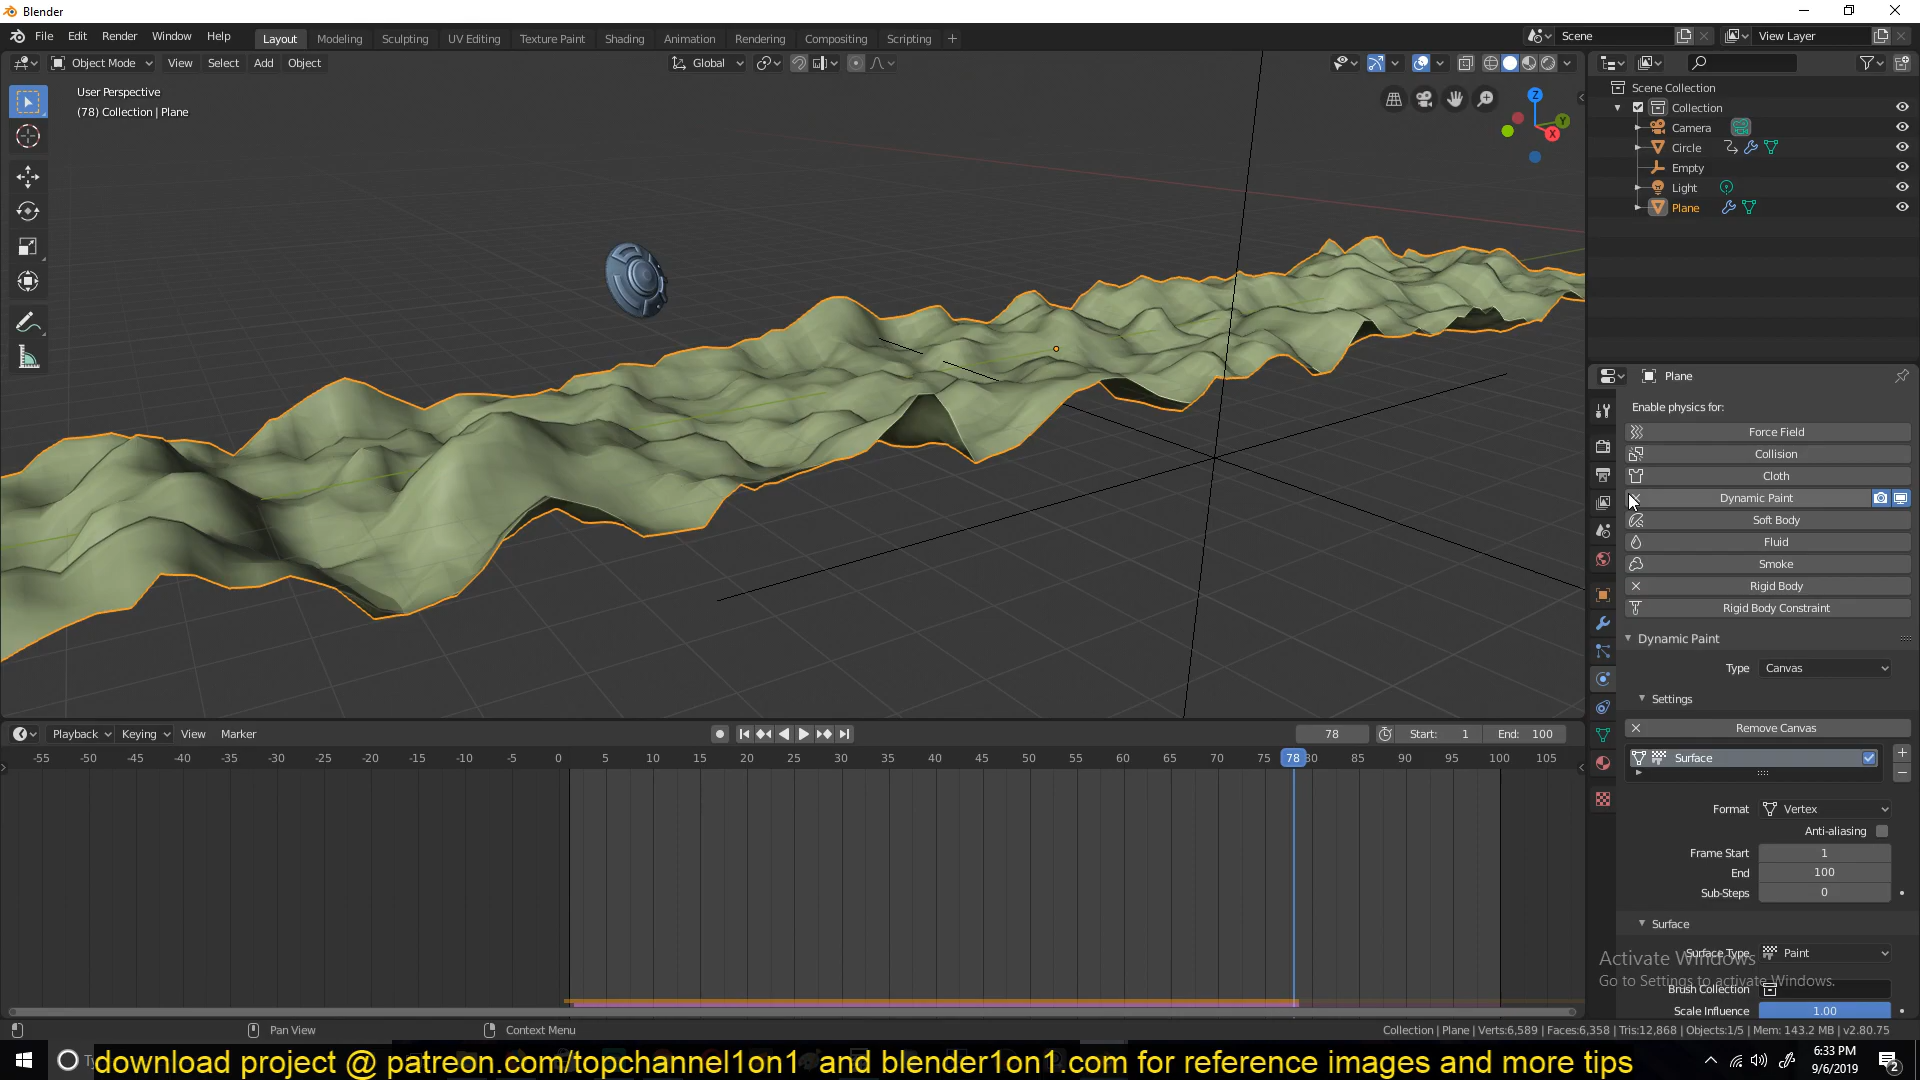 Blender
File Edit Render Window Help
Layout Modeling Sculpting UV Editing Texture Paint Shading Animation Rendering Compositing Scripting +
Scene View Layer
Object Mode View Select Add Object
Global
User Perspective
(78) Collection | Plane
Z
Y
X
Scene Collection
Collection
Camera
Circle
Empty
Light
Plane
Plane
Enable physics for:
Force Field
Collision
Cloth
Dynamic Paint
Soft Body
Fluid
Smoke
Rigid Body
Rigid Body Constraint
Dynamic Paint
Type Canvas
Settings
Remove Canvas
Surface
Format Vertex
Anti-aliasing
Frame Start 1
End 100
Sub-Steps 0
Surface
Surface Type Paint
Brush Collection
Scale Influence 1.00
Activate Windows
Go to Settings to activate Windows.
Playback Keying View Marker
78 Start: 1 End: 100
-55 -50 -45 -40 -35 -30 -25 -20 -15 -10 -5 0 5 10 15 20 25 30 35 40 45 50 55 60 65 70 75 78 80 85 90 95 100 105
Pan View Context Menu
Collection | Plane | Verts:6,589 | Faces:6,358 | Tris:12,868 | Objects:1/5 | Mem: 143.2 MB | v2.80.75
download project @ patreon.com/topchannel1on1 and blender1on1.com for reference images and more tips
6:33 PM
9/6/2019
2